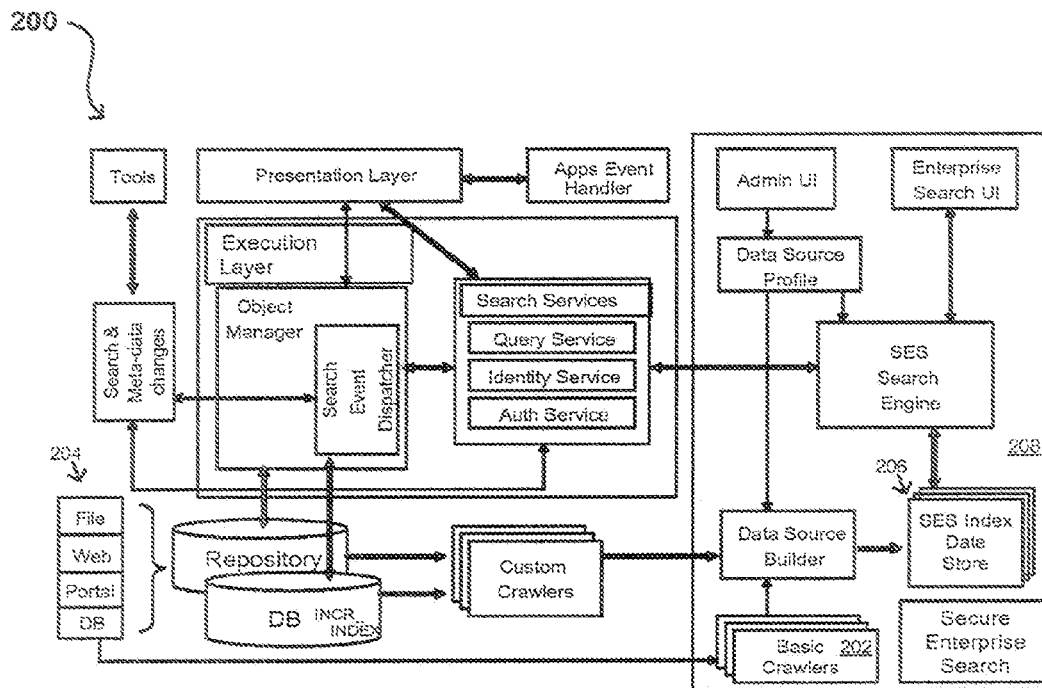 200
Tools
Presentation Layer
Apps Event
Handler
Admin UI
Enterprise
Search UI
Execution
Layer
Data Source
Profile
Object
Manager
Search Services
Search &
Meta-data
changes
Search
Event
Dispatcher
Query Service
Identity Service
Auth Service
SES
Search
Engine
204
208
206
File
Web
Portal
DB
Repository
DB INCR_
INDEX
Custom
Crawlers
Data Source
Builder
SES Index
Data
Store
Basic 202
Crawlers
Secure
Enterprise
Search